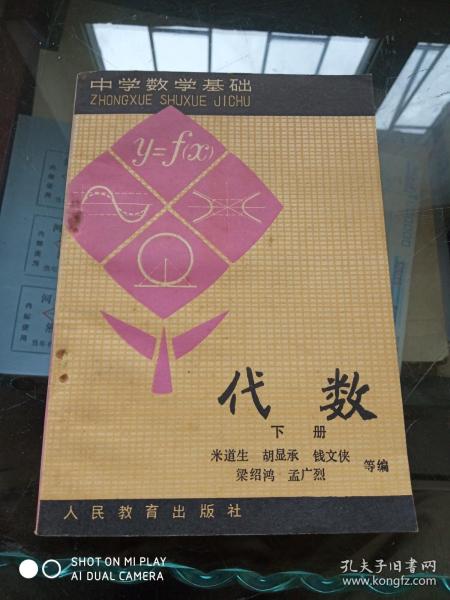 中学数学基础
ZHONGXUE SHUXUE JICHU
y=f(x)
代数
下册
米道生 胡显承 钱文侠
梁绍鸿 孟广烈 等编
人民教育出版社
SHOT ON MI PLAY
AI DUAL CAMERA
孔夫子旧书网
www.kongfz.com